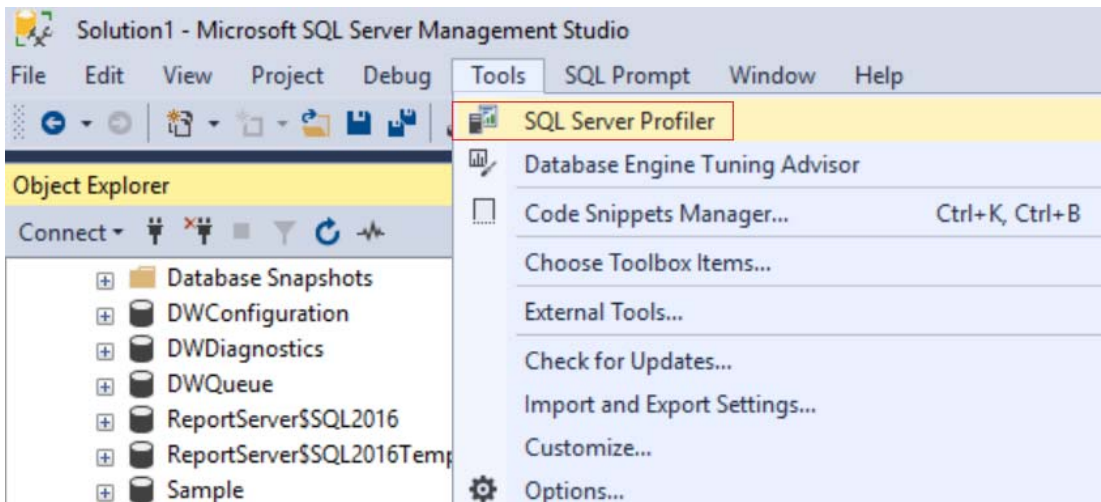 Solution1 - Microsoft SQL Server Management Studio
File Edit View Project Debug Tools SQL Prompt Window Help
SQL Server Profiler
Database Engine Tuning Advisor
Object Explorer
Code Snippets Manager... Ctrl+K, Ctrl+B
Connect
Choose Toolbox Items...
Database Snapshots
DWConfiguration
External Tools...
DWDiagnostics
Check for Updates...
DWQueue
Import and Export Settings...
ReportServer$SQL2016
Customize...
ReportServer$SQL2016Temp
Sample
Options...